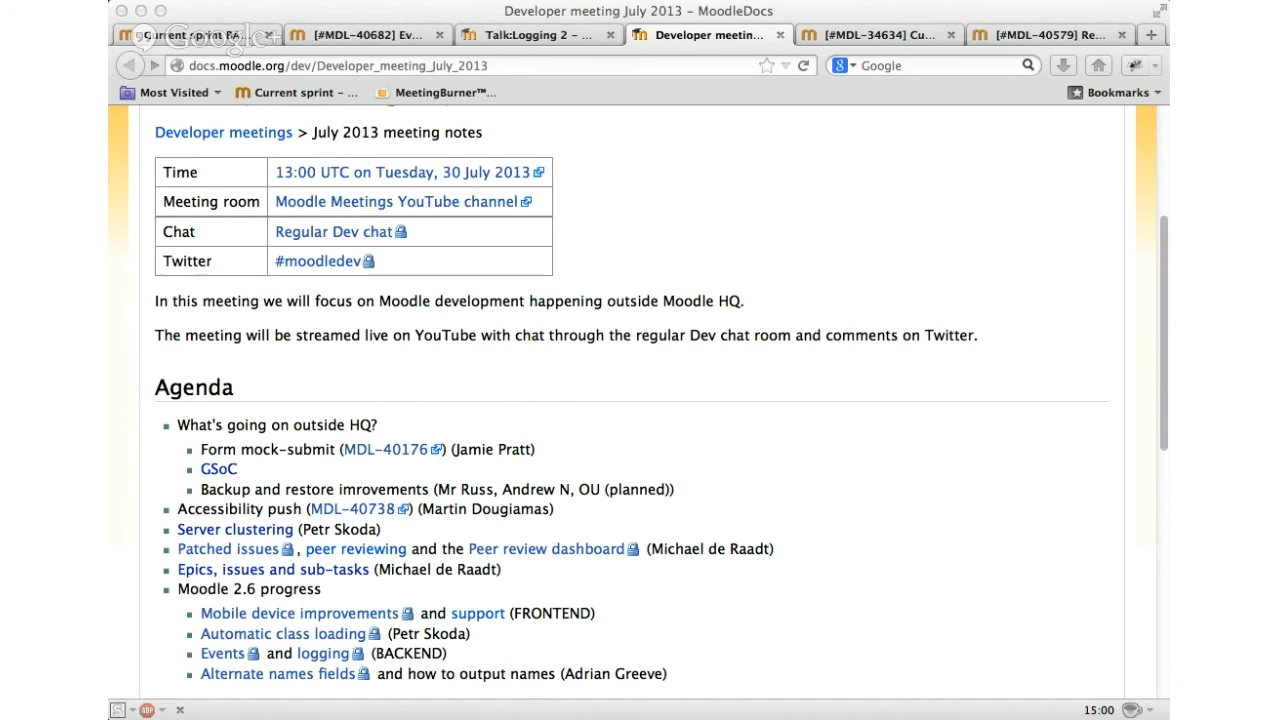 Developer meeting July 2013 - MoodleDocs
Google+
[#MDL-40682] Ev...
Talk:Logging 2 - ...
Developer meetin...
[#MDL-34634] Cu...
[#MDL-40579] Re...
docs.moodle.org/dev/Developer_meeting_July_2013
Google
Most Visited
Current sprint - ...
MeetingBurner™...
Bookmarks
Developer meetings > July 2013 meeting notes
Time 13:00 UTC on Tuesday, 30 July 2013
Meeting room Moodle Meetings YouTube channel
Chat Regular Dev chat
Twitter #moodledev
In this meeting we will focus on Moodle development happening outside Moodle HQ.
The meeting will be streamed live on YouTube with chat through the regular Dev chat room and comments on Twitter.
Agenda
What's going on outside HQ?
Form mock-submit (MDL-40176) (Jamie Pratt)
GSoC
Backup and restore imrovements (Mr Russ, Andrew N, OU (planned))
Accessibility push (MDL-40738) (Martin Dougiamas)
Server clustering (Petr Skoda)
Patched issues, peer reviewing and the Peer review dashboard (Michael de Raadt)
Epics, issues and sub-tasks (Michael de Raadt)
Moodle 2.6 progress
Mobile device improvements and support (FRONTEND)
Automatic class loading (Petr Skoda)
Events and logging (BACKEND)
Alternate names fields and how to output names (Adrian Greeve)
ABP
15:00